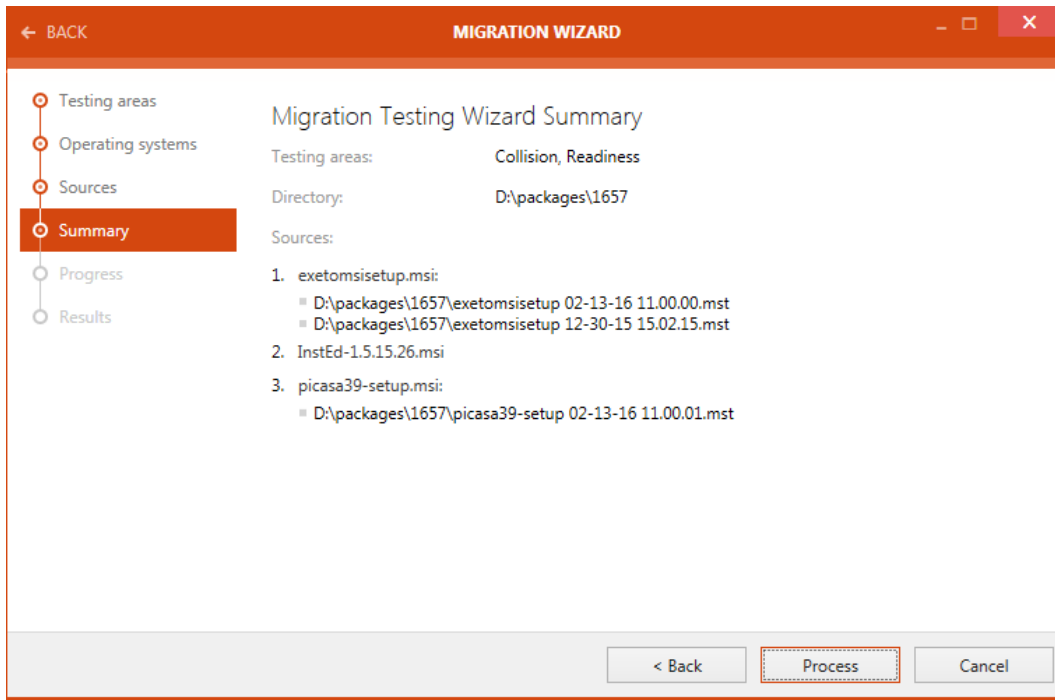 ← BACK
MIGRATION WIZARD
Testing areas
Operating systems
Sources
Summary
Progress
Results
Migration Testing Wizard Summary
Testing areas: Collision, Readiness
Directory: D:\packages\1657
Sources:
1. exetomsisetup.msi:
D:\packages\1657\exetomsisetup 02-13-16 11.00.00.mst
D:\packages\1657\exetomsisetup 12-30-15 15.02.15.mst
2. InstEd-1.5.15.26.msi
3. picasa39-setup.msi:
D:\packages\1657\picasa39-setup 02-13-16 11.00.01.mst
< Back
Process
Cancel